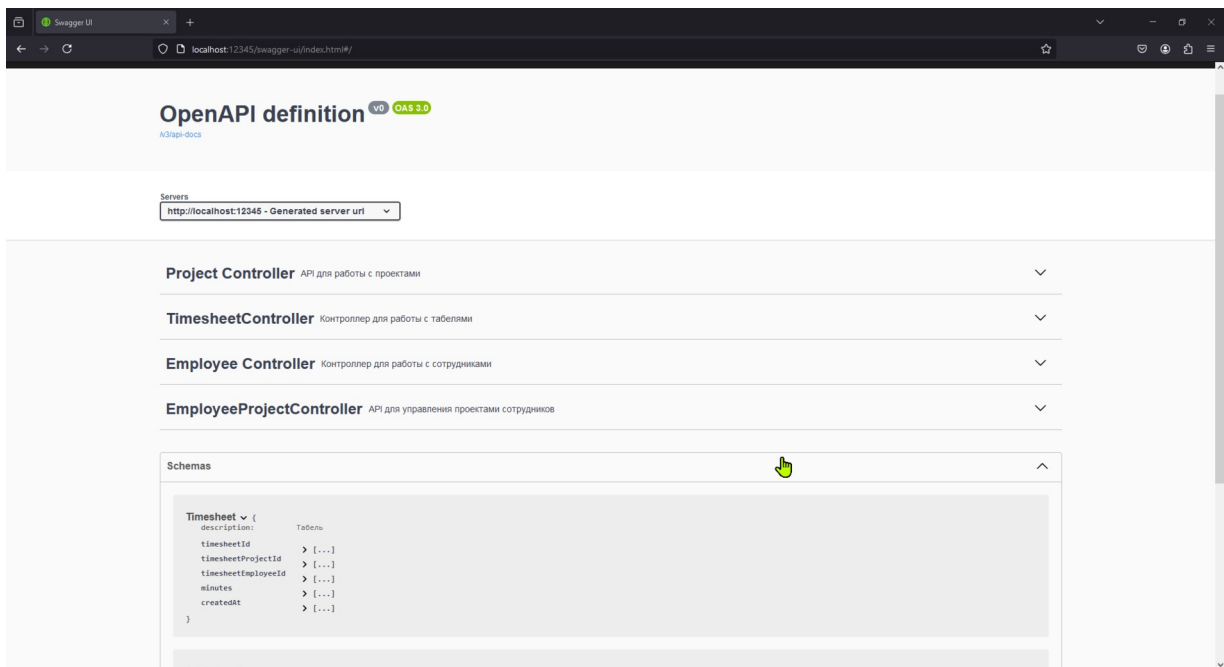 Swagger UI
localhost:12345/swagger-ui/index.html#/
OpenAPI definition v0 OAS 3.0
/v3/api-docs
Servers
http://localhost:12345 - Generated server url
Project Controller API для работы с проектами
TimesheetController Контроллер для работы с табелями
Employee Controller Контроллер для работы с сотрудниками
EmployeeProjectController API для управления проектами сотрудников
Schemas
Timesheet {
description: Табель
timesheetId > [...]
timesheetProjectId > [...]
timesheetEmployeeId > [...]
minutes > [...]
createdAt > [...]
}